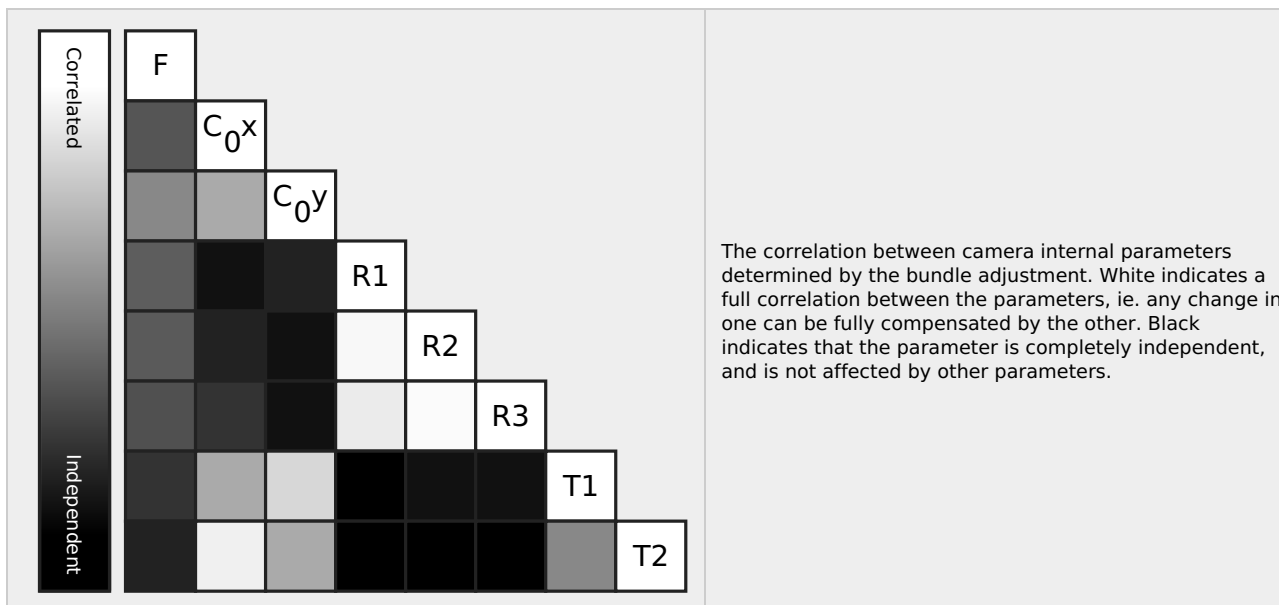 Correlated
Independent
F
C0x
C0y
R1
R2
R3
T1
T2
The correlation between camera internal parameters
determined by the bundle adjustment. White indicates a
full correlation between the parameters, ie. any change in
one can be fully compensated by the other. Black
indicates that the parameter is completely independent,
and is not affected by other parameters.